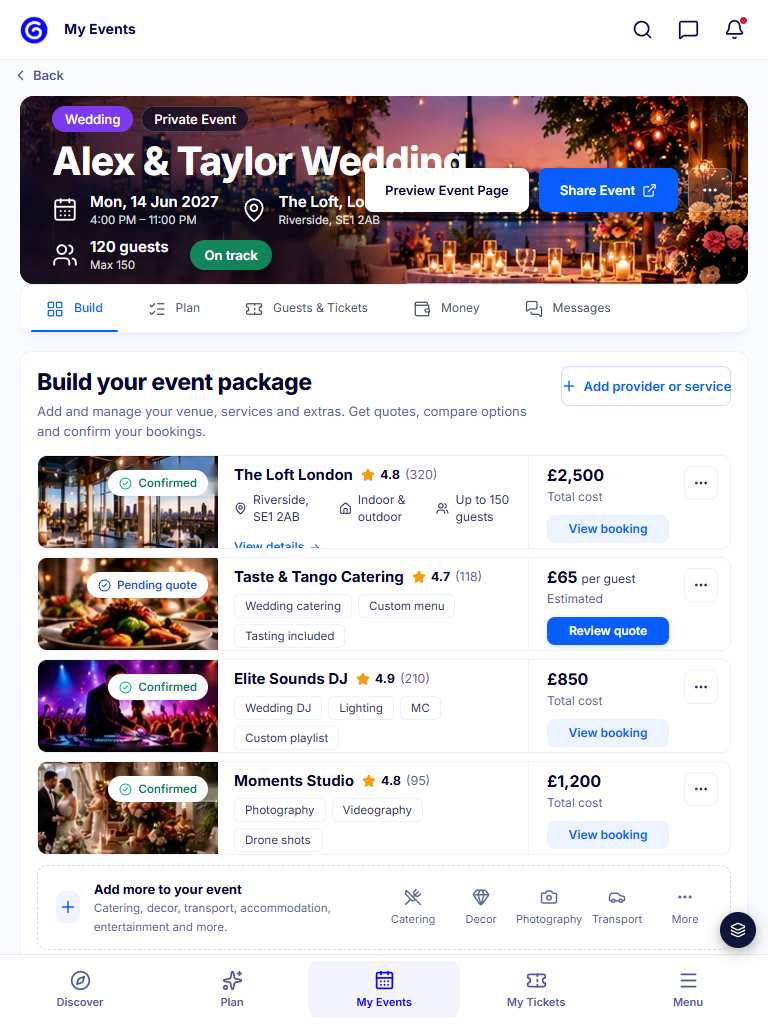 My Events
Back
Wedding
Private Event
Alex & Taylor Wedding
Preview Event Page
Share Event
Mon, 14 Jun 2027
4:00 PM – 11:00 PM
The Loft, Lo
Riverside, SE1 2AB
120 guests
Max 150
On track
Build
Plan
Guests & Tickets
Money
Messages
Build your event package
Add provider or service
Add and manage your venue, services and extras. Get quotes, compare options
and confirm your bookings.
Confirmed
The Loft London
4.8 (320)
Riverside,
SE1 2AB
Indoor &
outdoor
Up to 150
guests
View details →
£2,500
Total cost
View booking
Pending quote
Taste & Tango Catering
4.7 (118)
Wedding catering
Custom menu
Tasting included
£65 per guest
Estimated
Review quote
Confirmed
Elite Sounds DJ
4.9 (210)
Wedding DJ
Lighting
MC
Custom playlist
£850
Total cost
View booking
Confirmed
Moments Studio
4.8 (95)
Photography
Videography
Drone shots
£1,200
Total cost
View booking
Add more to your event
Catering, decor, transport, accommodation,
entertainment and more.
Catering
Decor
Photography
Transport
More
Discover
Plan
My Events
My Tickets
Menu